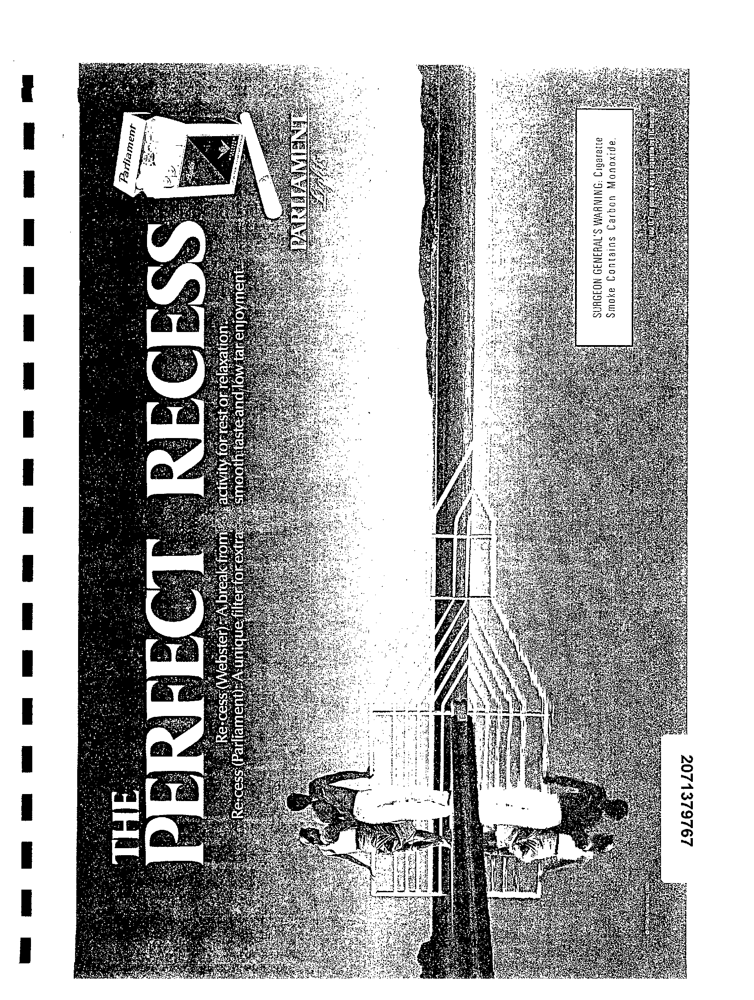 THE
PERFECT RECESS
Re-cess (Webster) - A break from activity for rest or relaxation.
Re-cess (Parliament) - A unique filter for extra smooth taste and low tar enjoyment.
Parliament
PARLIAMENT
Lights
SURGEON GENERAL'S WARNING: Cigarette
Smoke Contains Carbon Monoxide.
2071379767